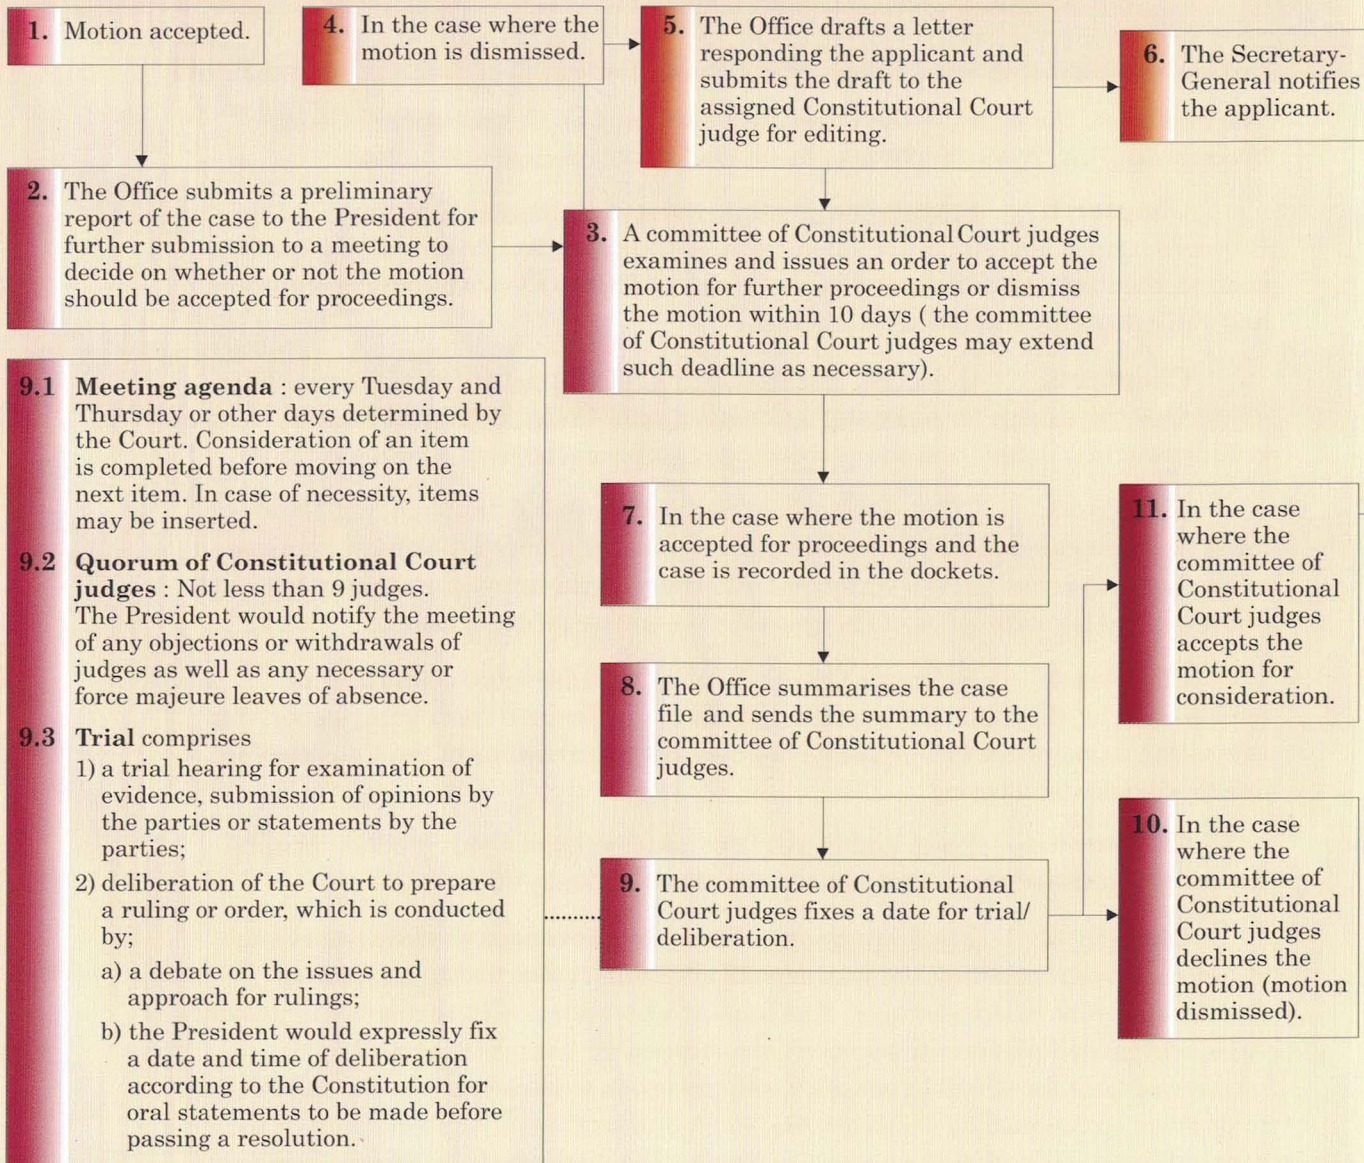 1. Motion accepted.
2. The Office submits a preliminary
report of the case to the President for
further submission to a meeting to
decide on whether or not the motion
should be accepted for proceedings.
3. A committee of Constitutional Court judges
examines and issues an order to accept the
motion for further proceedings or dismiss
the motion within 10 days ( the committee
of Constitutional Court judges may extend
such deadline as necessary).
4. In the case where the
motion is dismissed.
5. The Office drafts a letter
responding the applicant and
submits the draft to the
assigned Constitutional Court
judge for editing.
6. The Secretary-
General notifies
the applicant.
7. In the case where the motion is
accepted for proceedings and the
case is recorded in the dockets.
8. The Office summarises the case
file and sends the summary to the
committee of Constitutional Court
judges.
9. The committee of Constitutional
Court judges fixes a date for trial/
deliberation.
9.1 Meeting agenda : every Tuesday and
Thursday or other days determined by
the Court. Consideration of an item
is completed before moving on the
next item. In case of necessity, items
may be inserted.
9.2 Quorum of Constitutional Court
judges : Not less than 9 judges.
The President would notify the meeting
of any objections or withdrawals of
judges as well as any necessary or
force majeure leaves of absence.
9.3 Trial comprises
1) a trial hearing for examination of
evidence, submission of opinions by
the parties or statements by the
parties;
2) deliberation of the Court to prepare
a ruling or order, which is conducted
by;
a) a debate on the issues and
approach for rulings;
b) the President would expressly fix
a date and time of deliberation
according to the Constitution for
oral statements to be made before
passing a resolution.
10. In the case
where the
committee of
Constitutional
Court judges
declines the
motion (motion
dismissed).
11. In the case
where the
committee of
Constitutional
Court judges
accepts the
motion for
consideration.